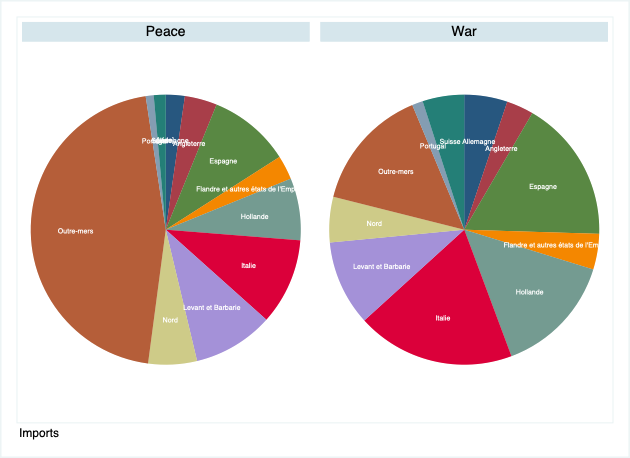 Peace
War
Portugal
Angleterre
Espagne
Flandre et autres états de l'Emp
Hollande
Outre-mers
Italie
Levant et Barbarie
Nord
Suisse Allemagne
Portugal
Angleterre
Outre-mers
Espagne
Nord
Flandre et autres états de l'Emp
Levant et Barbarie
Hollande
Italie
Imports